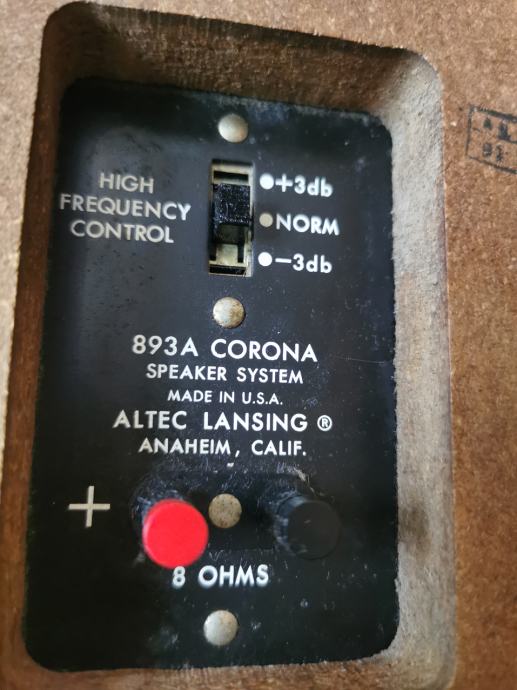 HIGH
FREQUENCY
CONTROL
+3db
NORM
-3db
893A CORONA
SPEAKER SYSTEM
MADE IN U.S.A.
ALTEC LANSING ®
ANAHEIM, CALIF.
+
8 OHMS